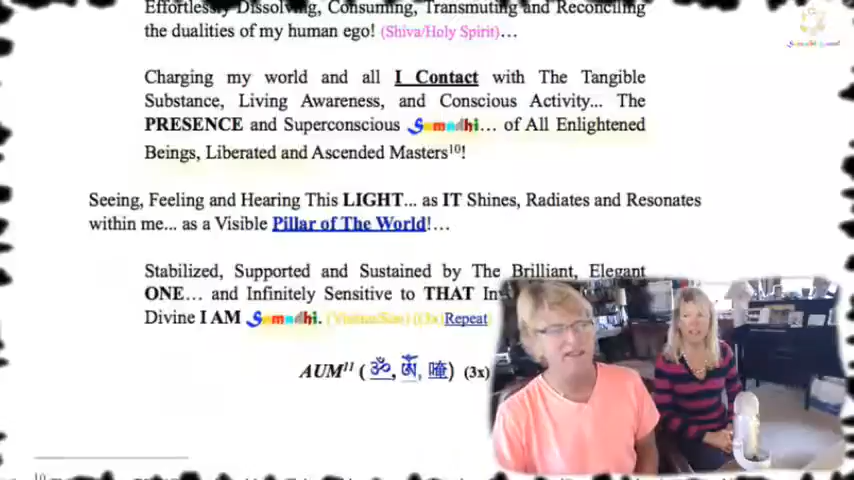 Effortlessly Dissolving, Consuming, Transmuting and Reconciling
the dualities of my human ego! (Shiva/Holy Spirit)…
Charging my world and all I Contact with The Tangible
Substance, Living Awareness, and Conscious Activity... The
PRESENCE and Superconscious Samadhi… of All Enlightened
Beings, Liberated and Ascended Masters¹⁰!
Seeing, Feeling and Hearing This LIGHT... as IT Shines, Radiates and Resonates
within me... as a Visible Pillar of The World!…
Stabilized, Supported and Sustained by The Brilliant, Elegant
ONE… and Infinitely Sensitive to THAT
Divine I AM Samadhi. (Vishnu/Son) (3x) Repeat
AUM¹¹ (ॐ, ༀ, 唵) (3x)
10